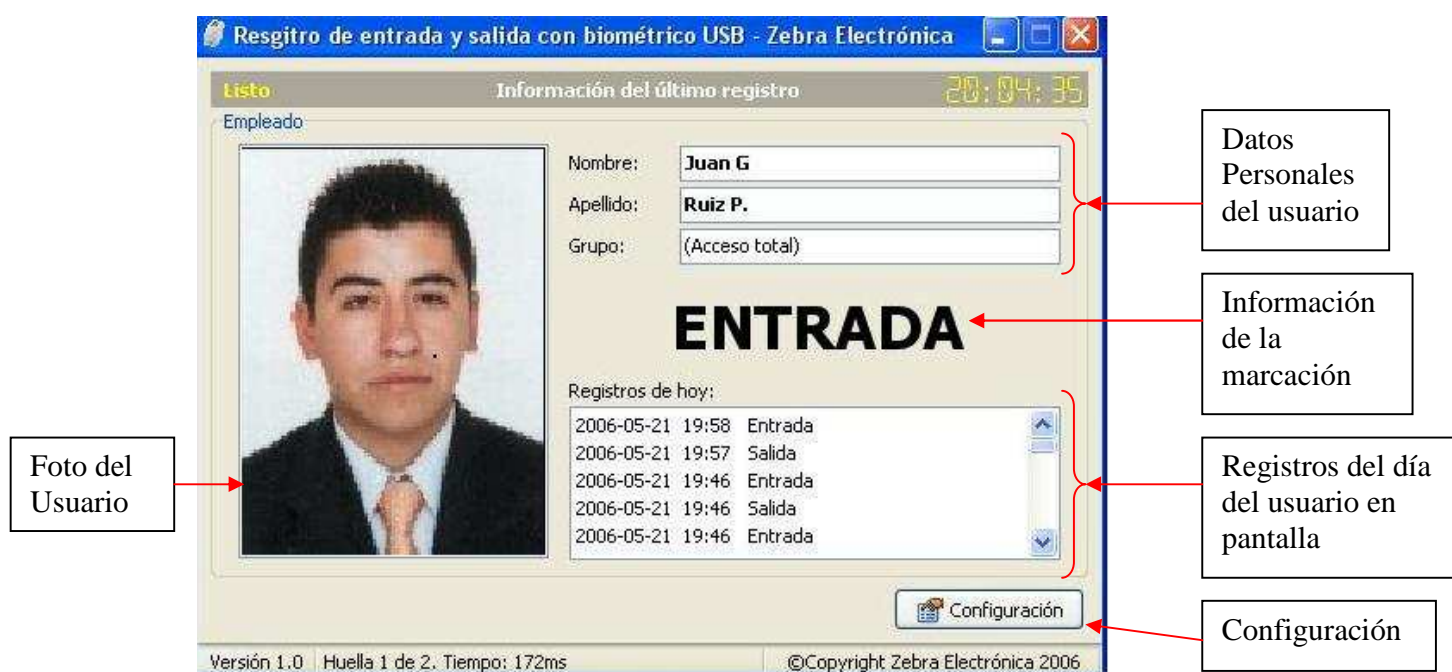 Resgitro de entrada y salida con biométrico USB - Zebra Electrónica
Listo
Información del último registro
20:04:35
Empleado
Nombre:
Juan G
Apellido:
Ruiz P.
Grupo:
(Acceso total)
ENTRADA
Registros de hoy:
2006-05-21 19:58 Entrada
2006-05-21 19:57 Salida
2006-05-21 19:46 Entrada
2006-05-21 19:46 Salida
2006-05-21 19:46 Entrada
Configuración
Versión 1.0
Huella 1 de 2. Tiempo: 172ms
©Copyright Zebra Electrónica 2006
Foto del
Usuario
Datos
Personales
del usuario
Información
de la
marcación
Registros del día
del usuario en
pantalla
Configuración